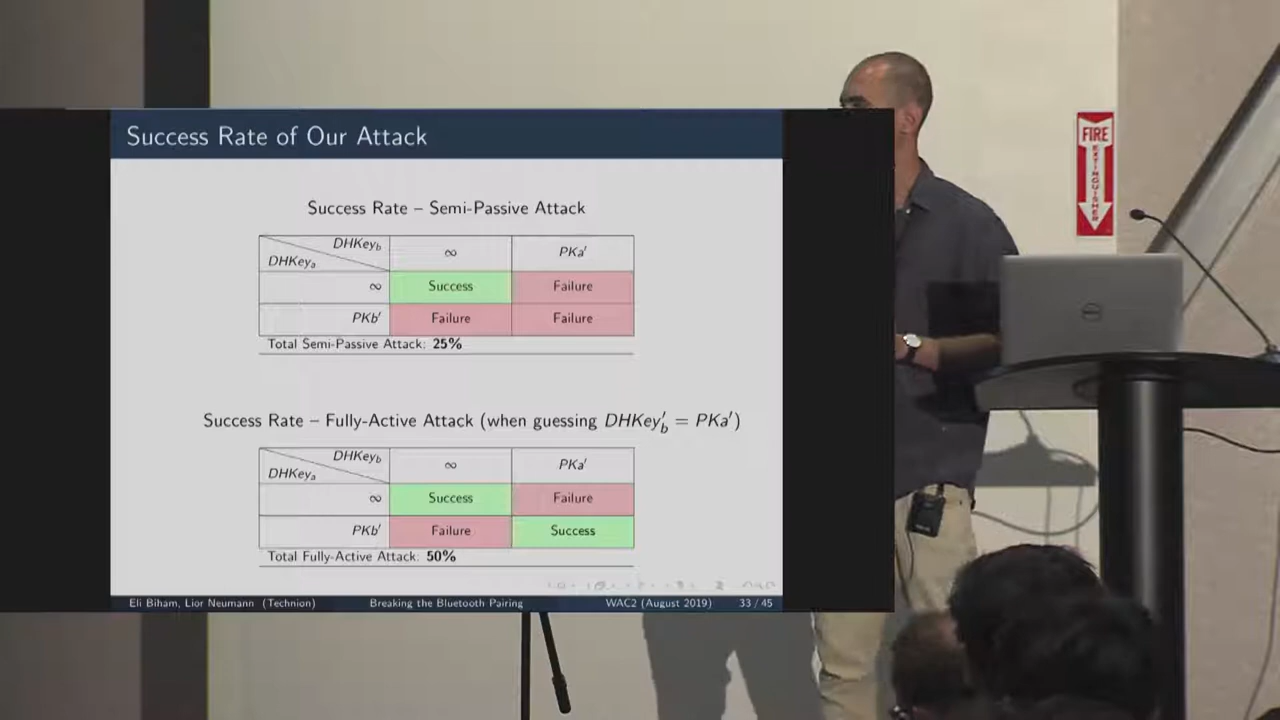 Success Rate of Our Attack
Success Rate – Semi-Passive Attack
DHKey_b
DHKey_a
∞
PKa′
∞
Success
Failure
PKb′
Failure
Failure
Total Semi-Passive Attack: 25%
Success Rate – Fully-Active Attack (when guessing DHKey′_b = PKa′)
DHKey_b
DHKey_a
∞
PKa′
∞
Success
Failure
PKb′
Failure
Success
Total Fully-Active Attack: 50%
Eli Biham, Lior Neumann (Technion)
Breaking the Bluetooth Pairing
WAC2 (August 2019)
33 / 45
FIRE
EXTINGUISHER
DELL